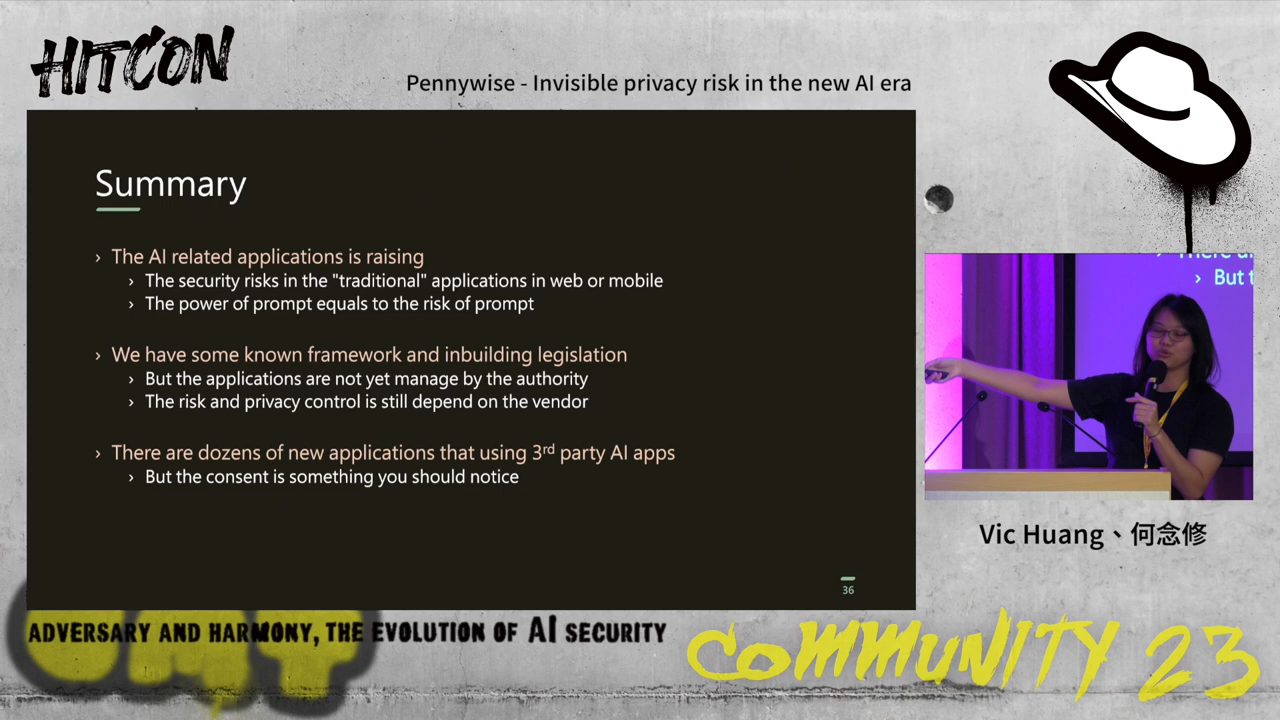 HITCON
Pennywise - Invisible privacy risk in the new AI era
Summary
› The AI related applications is raising
› The security risks in the "traditional" applications in web or mobile
› The power of prompt equals to the risk of prompt
› We have some known framework and inbuilding legislation
› But the applications are not yet manage by the authority
› The risk and privacy control is still depend on the vendor
› There are dozens of new applications that using 3rd party AI apps
› But the consent is something you should notice
36
› But t
Vic Huang、何念修
ADVERSARY AND HARMONY, THE EVOLUTION OF AI SECURITY
COMMUNITY 23